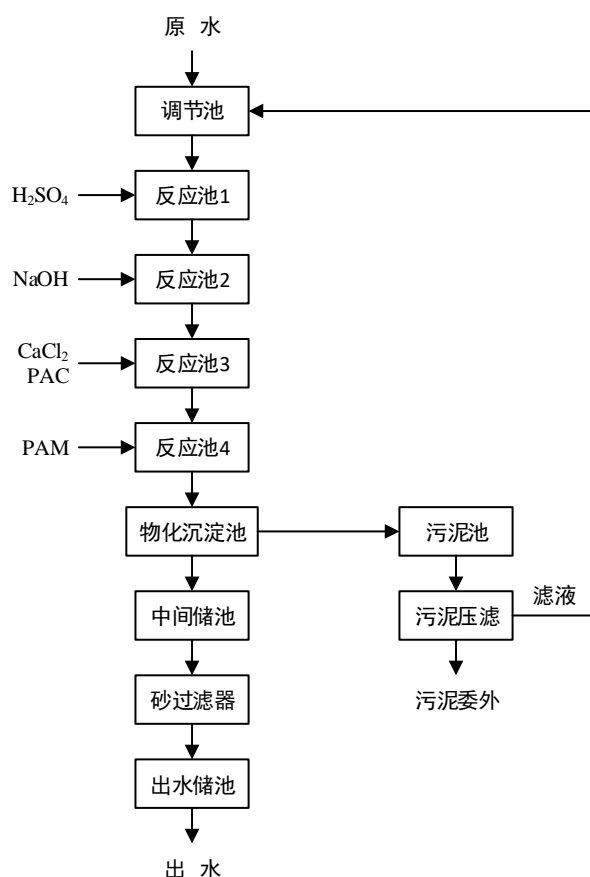 原 水
调节池
H₂SO₄
反应池1
NaOH
反应池2
CaCl₂
PAC
反应池3
PAM
反应池4
物化沉淀池
污泥池
中间储池
污泥压滤
滤液
砂过滤器
污泥委外
出水储池
出 水